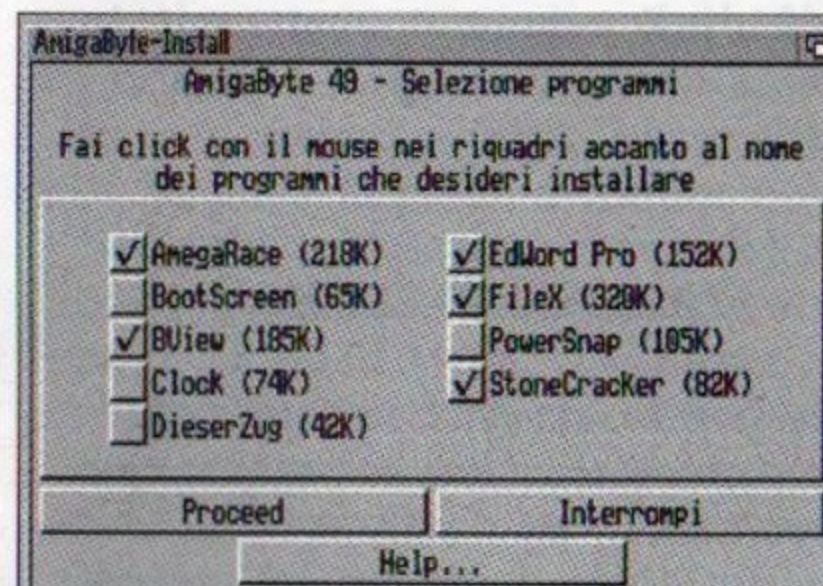 AmigaByte-Install
AmigaByte 49 - Selezione programmi
Fai click con il mouse nei riquadri accanto al nome
dei programmi che desideri installare
AmegaRace (218K)
BootScreen (65K)
BView (185K)
Clock (74K)
DieserZug (42K)
EdWord Pro (152K)
FileX (320K)
PowerSnap (105K)
StoneCracker (82K)
Proceed
Interrompi
Help...